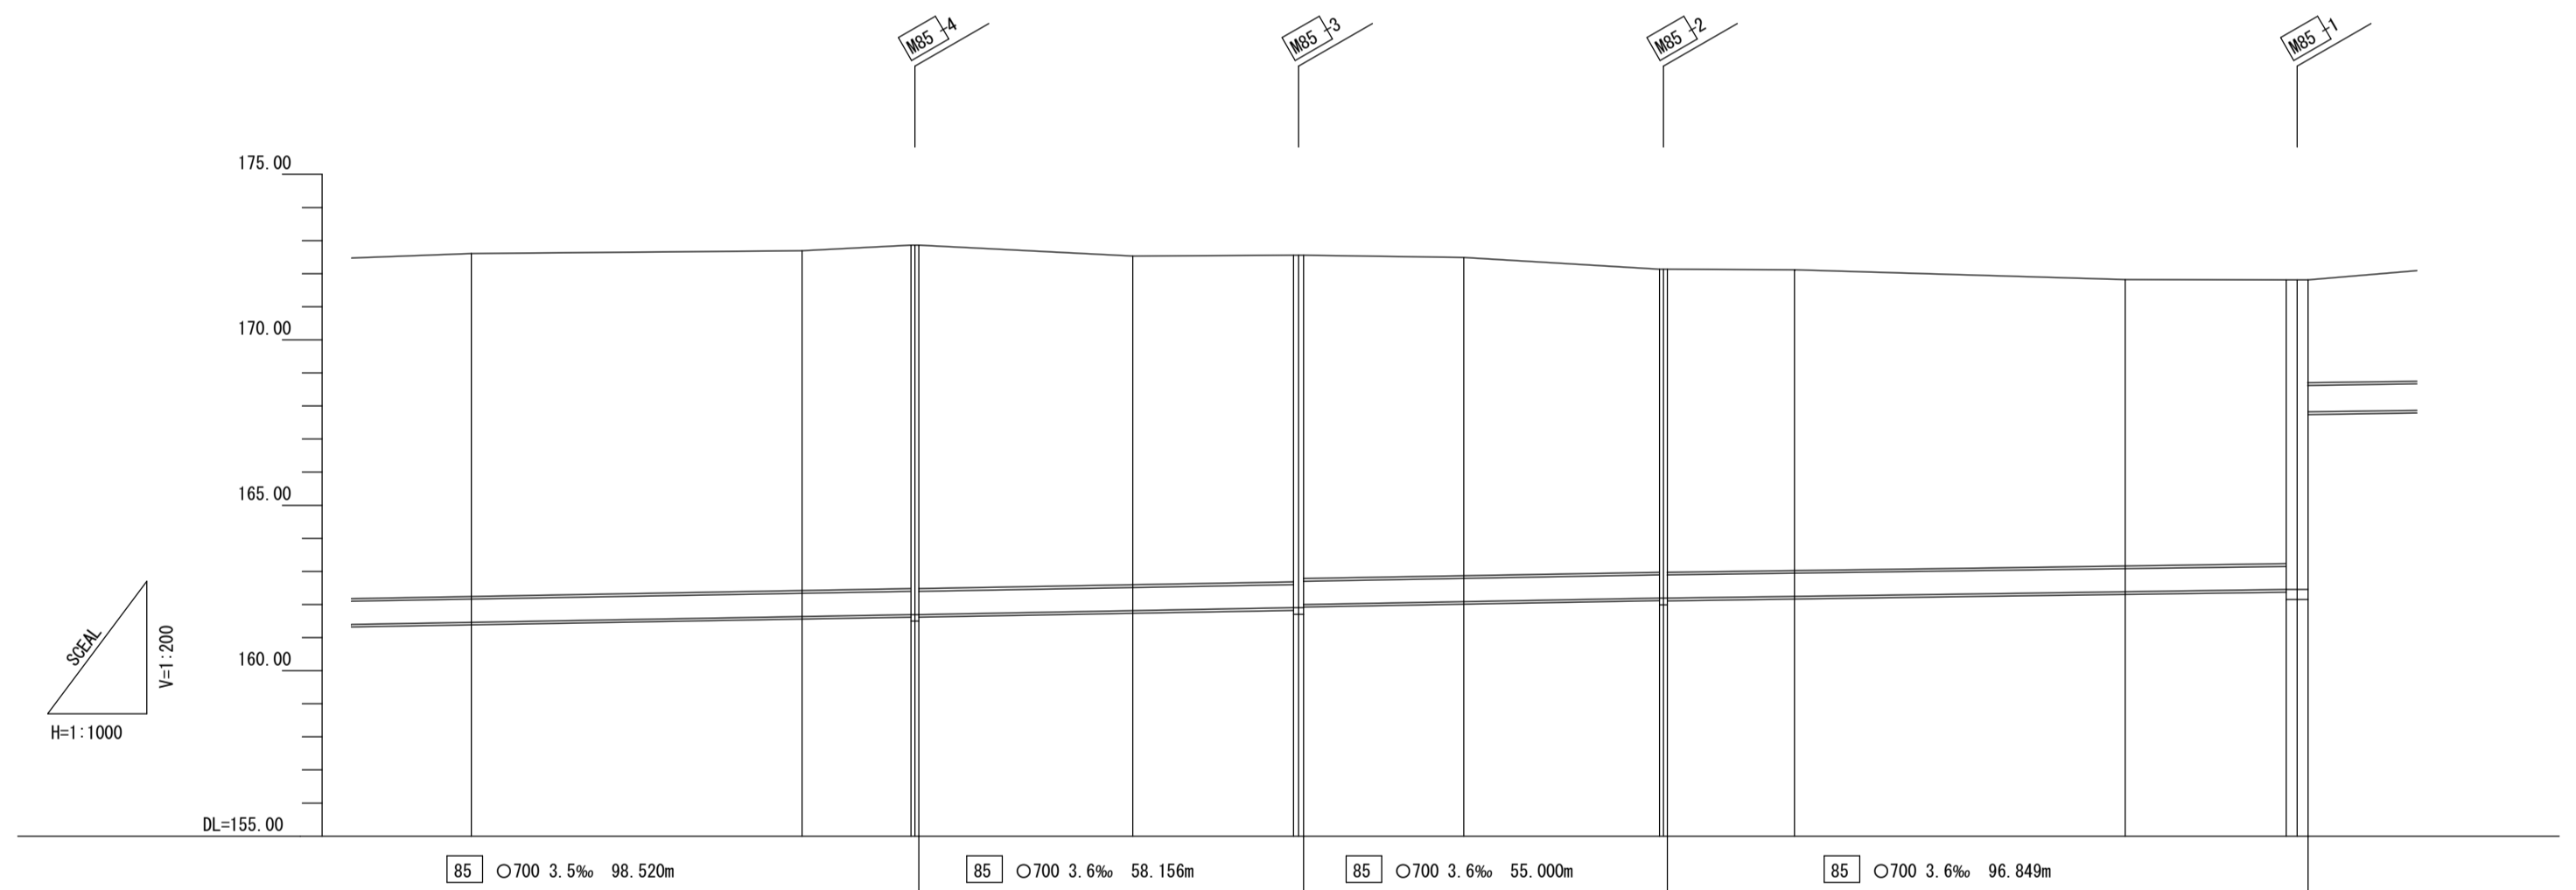 M85 -4
M85 -3
M85 -2
M85 -1
175.00
170.00
165.00
160.00
DL=155.00
SCEAL
V=1:200
H=1:1000
85 ○700 3.5‰ 98.520m
85 ○700 3.6‰ 58.156m
85 ○700 3.6‰ 55.000m
85 ○700 3.6‰ 96.849m